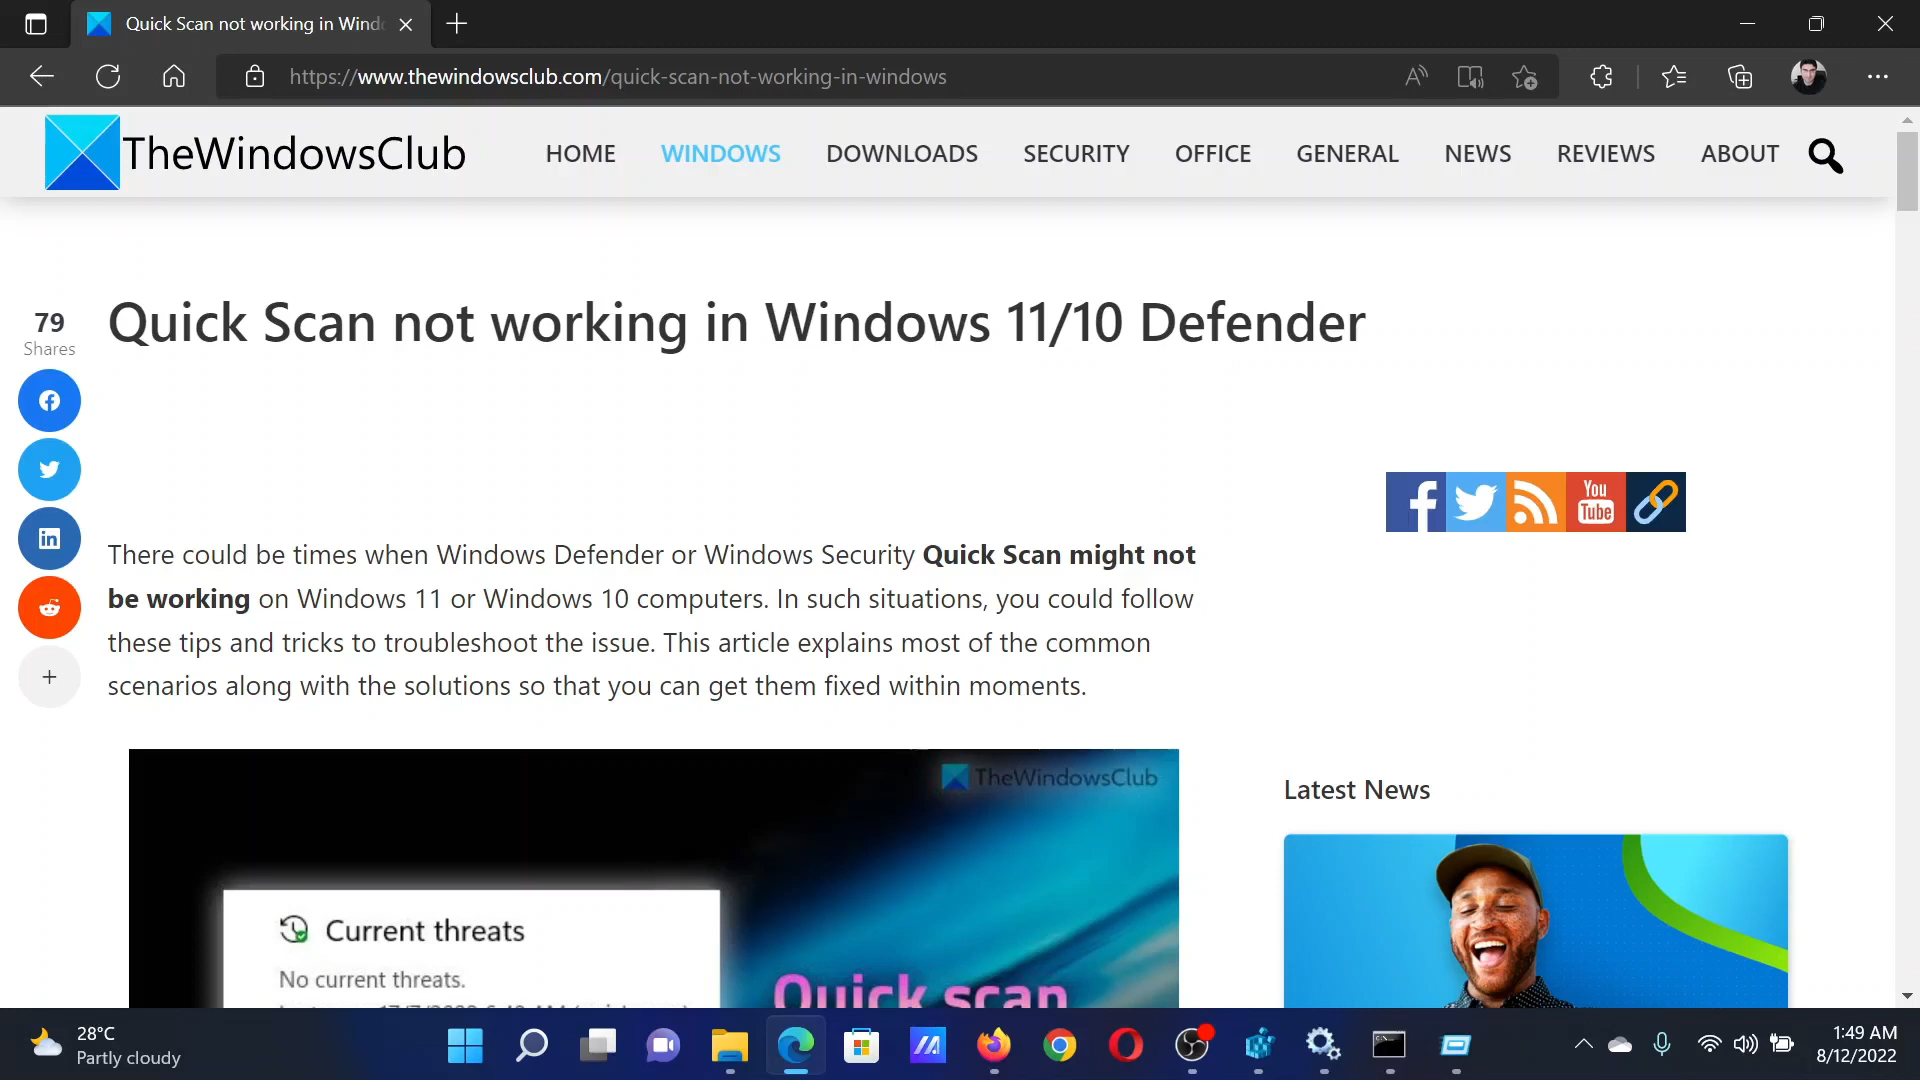 Quick Scan not working in Wind
https://www.thewindowsclub.com/quick-scan-not-working-in-windows
TheWindowsClub
HOME
WINDOWS
DOWNLOADS
SECURITY
OFFICE
GENERAL
NEWS
REVIEWS
ABOUT
Quick Scan not working in Windows 11/10 Defender
79
Shares
You
Tube
There could be times when Windows Defender or Windows Security Quick Scan might not
be working on Windows 11 or Windows 10 computers. In such situations, you could follow
these tips and tricks to troubleshoot the issue. This article explains most of the common
scenarios along with the solutions so that you can get them fixed within moments.
TheWindowsClub
Current threats
No current threats.
Quick scan
Latest News
28°C
Partly cloudy
1:49 AM
8/12/2022